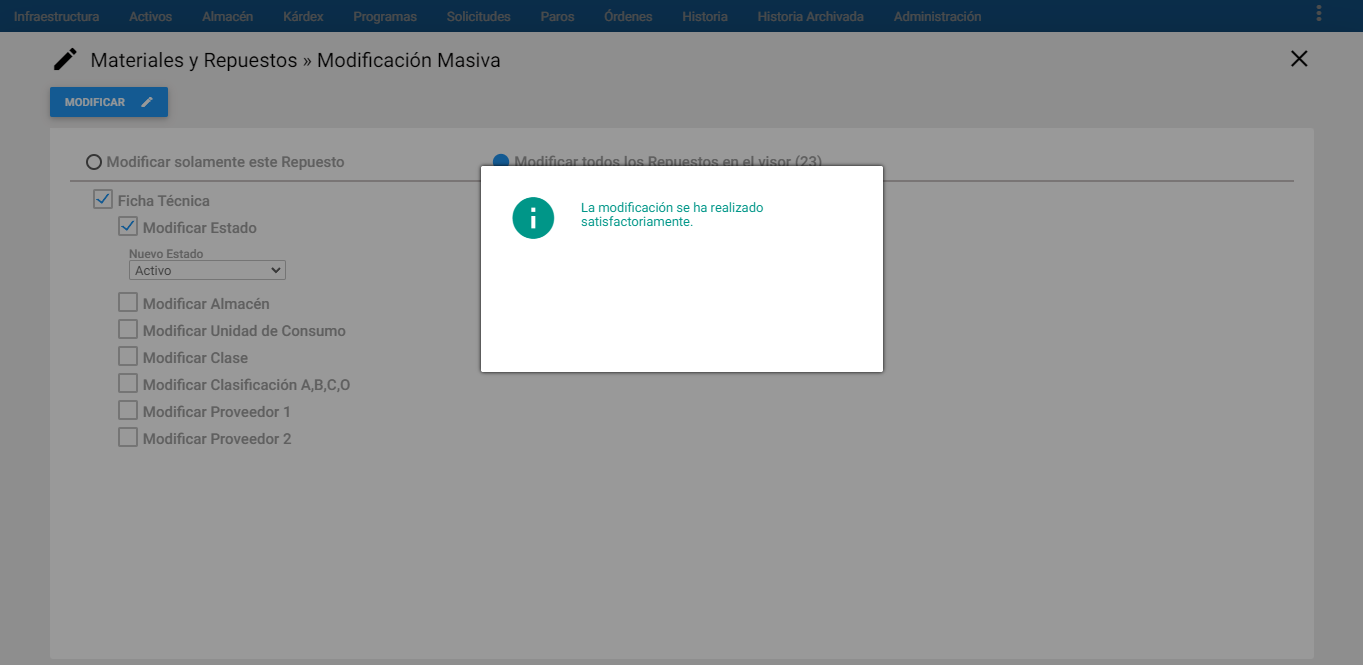 Infraestructura Activos Almacén Kárdex Programas Solicitudes Paros Órdenes Historia Historia Archivada Administración
Materiales y Repuestos » Modificación Masiva
MODIFICAR
Modificar solamente este Repuesto Modificar todos los Repuestos en el visor (23)
Ficha Técnica
Modificar Estado
Nuevo Estado
Activo
Modificar Almacén
Modificar Unidad de Consumo
Modificar Clase
Modificar Clasificación A,B,C,O
Modificar Proveedor 1
Modificar Proveedor 2
La modificación se ha realizado
satisfactoriamente.